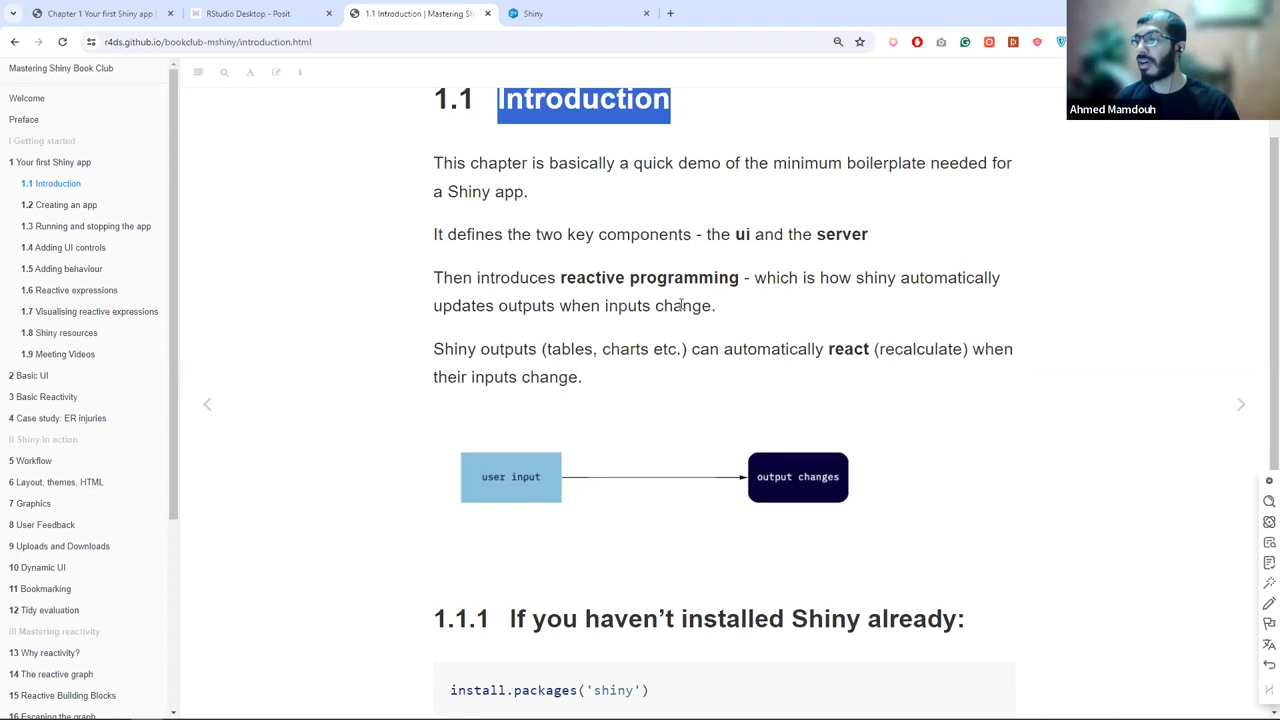 Chapter 1 Your first Shiny app |
RStudio Desktop - Posit
1.1 Introduction | Mastering Sh
Shiny
r4ds.github.io/bookclub-mshiny/introduction.html
Ahmed Mamdouh
Mastering Shiny Book Club
Welcome
Preface
I Getting started
1 Your first Shiny app
1.1 Introduction
1.2 Creating an app
1.3 Running and stopping the app
1.4 Adding UI controls
1.5 Adding behaviour
1.6 Reactive expressions
1.7 Visualising reactive expressions
1.8 Shiny resources
1.9 Meeting Videos
2 Basic UI
3 Basic Reactivity
4 Case study: ER injuries
II Shiny in action
5 Workflow
6 Layout, themes, HTML
7 Graphics
8 User Feedback
9 Uploads and Downloads
10 Dynamic UI
11 Bookmarking
12 Tidy evaluation
III Mastering reactivity
13 Why reactivity?
14 The reactive graph
15 Reactive Building Blocks
16 Escaping the graph
1.1 Introduction
This chapter is basically a quick demo of the minimum boilerplate needed for
a Shiny app.
It defines the two key components - the ui and the server
Then introduces reactive programming - which is how shiny automatically
updates outputs when inputs change.
Shiny outputs (tables, charts etc.) can automatically react (recalculate) when
their inputs change.
user input
output changes
1.1.1 If you haven't installed Shiny already:
install.packages('shiny')